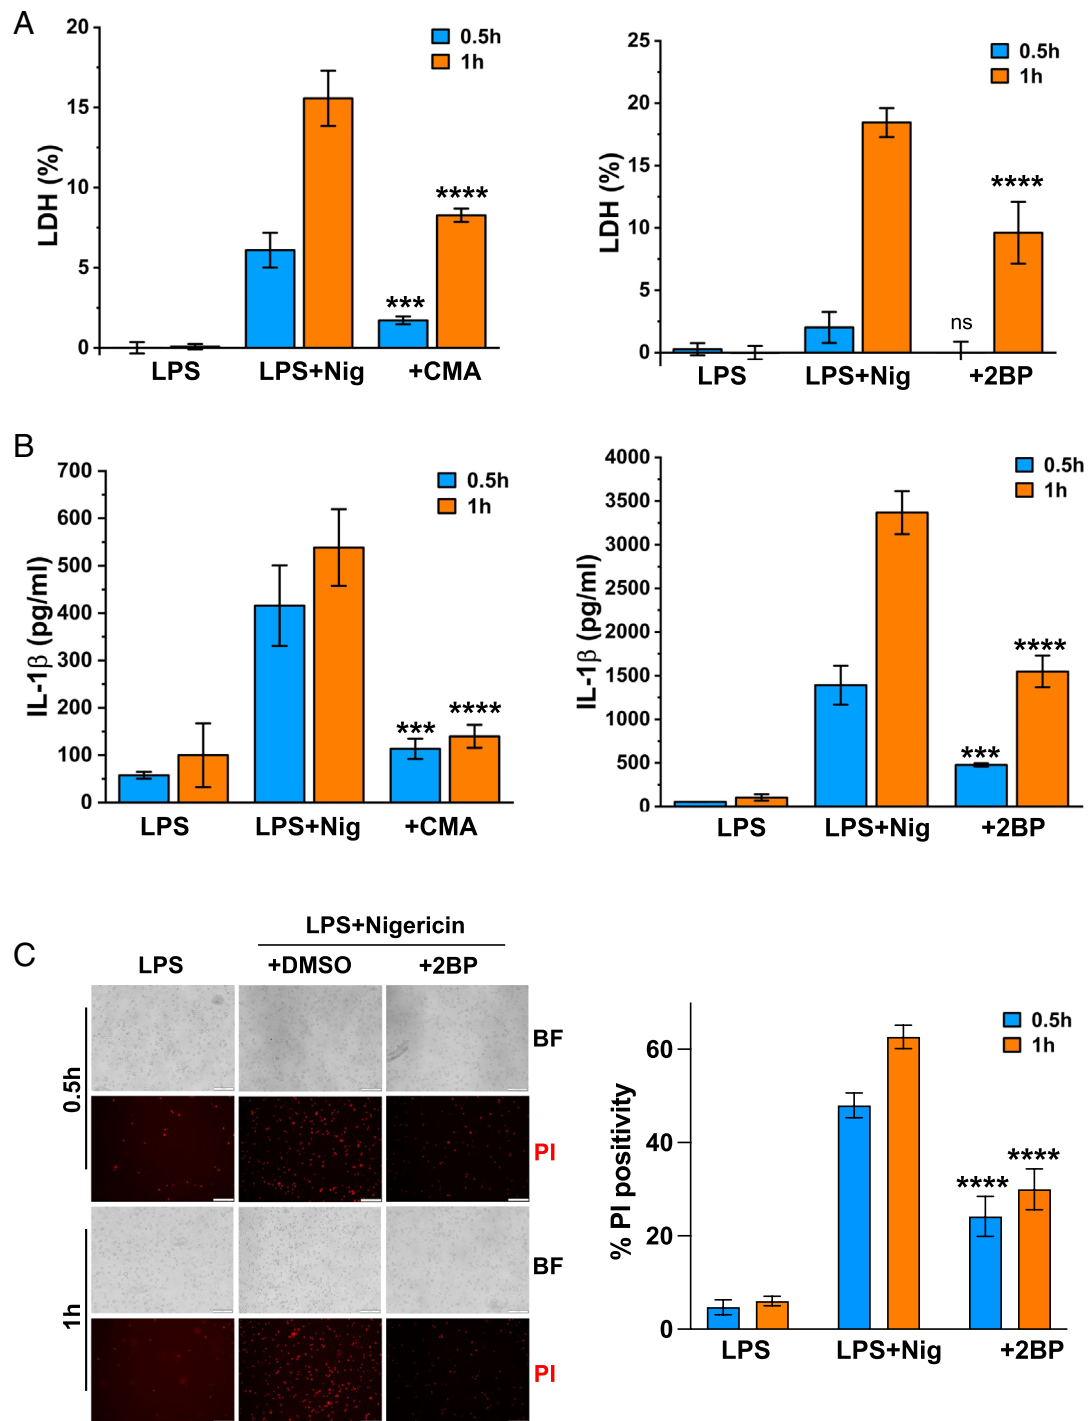 A
LDH (%)
20
15
10
5
0
0.5h
1h
***
****
LPS
LPS+Nig
+CMA
LDH (%)
25
20
15
10
5
0
0.5h
1h
ns
****
LPS
LPS+Nig
+2BP
B
IL-1β (pg/ml)
700
600
500
400
300
200
100
0
0.5h
1h
***
****
LPS
LPS+Nig
+CMA
IL-1β (pg/ml)
4000
3500
3000
2500
2000
1500
1000
500
0
0.5h
1h
***
****
LPS
LPS+Nig
+2BP
C
LPS+Nigericin
LPS
+DMSO
+2BP
0.5h
BF
PI
1h
BF
PI
% PI positivity
60
40
20
0
0.5h
1h
****
****
LPS
LPS+Nig
+2BP